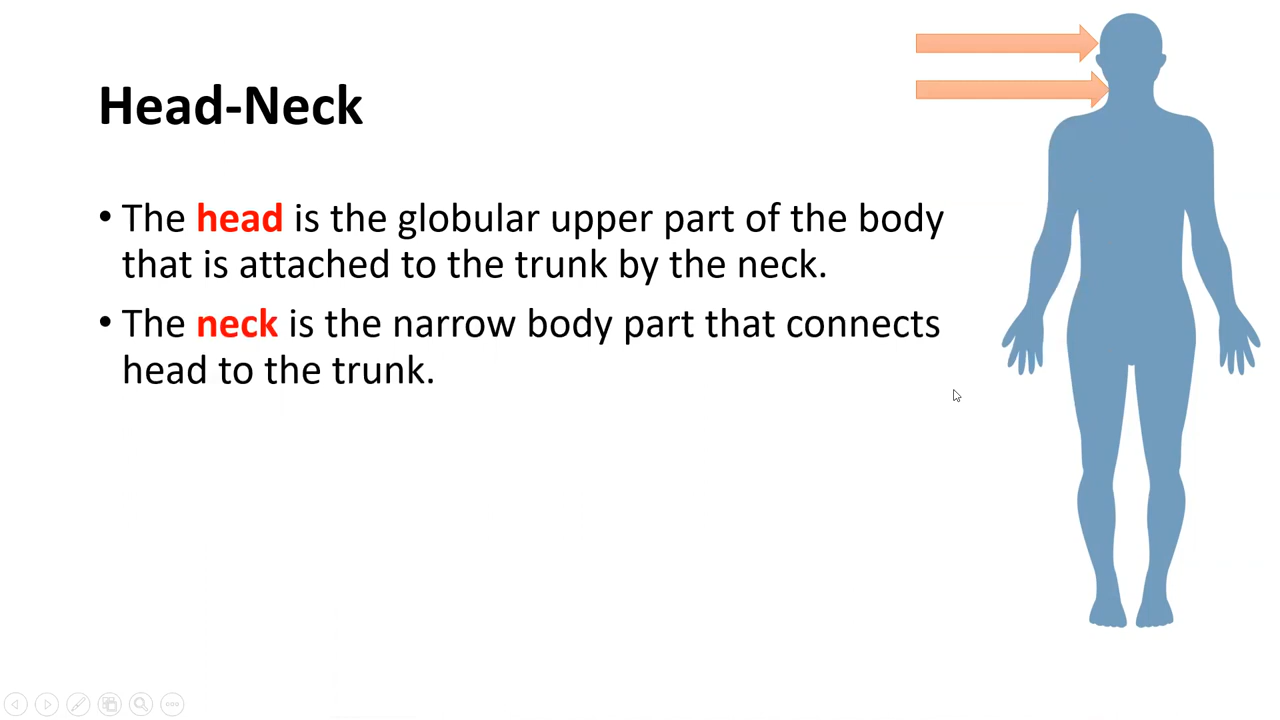 Head-Neck
• The head is the globular upper part of the body
that is attached to the trunk by the neck.
• The neck is the narrow body part that connects
head to the trunk.